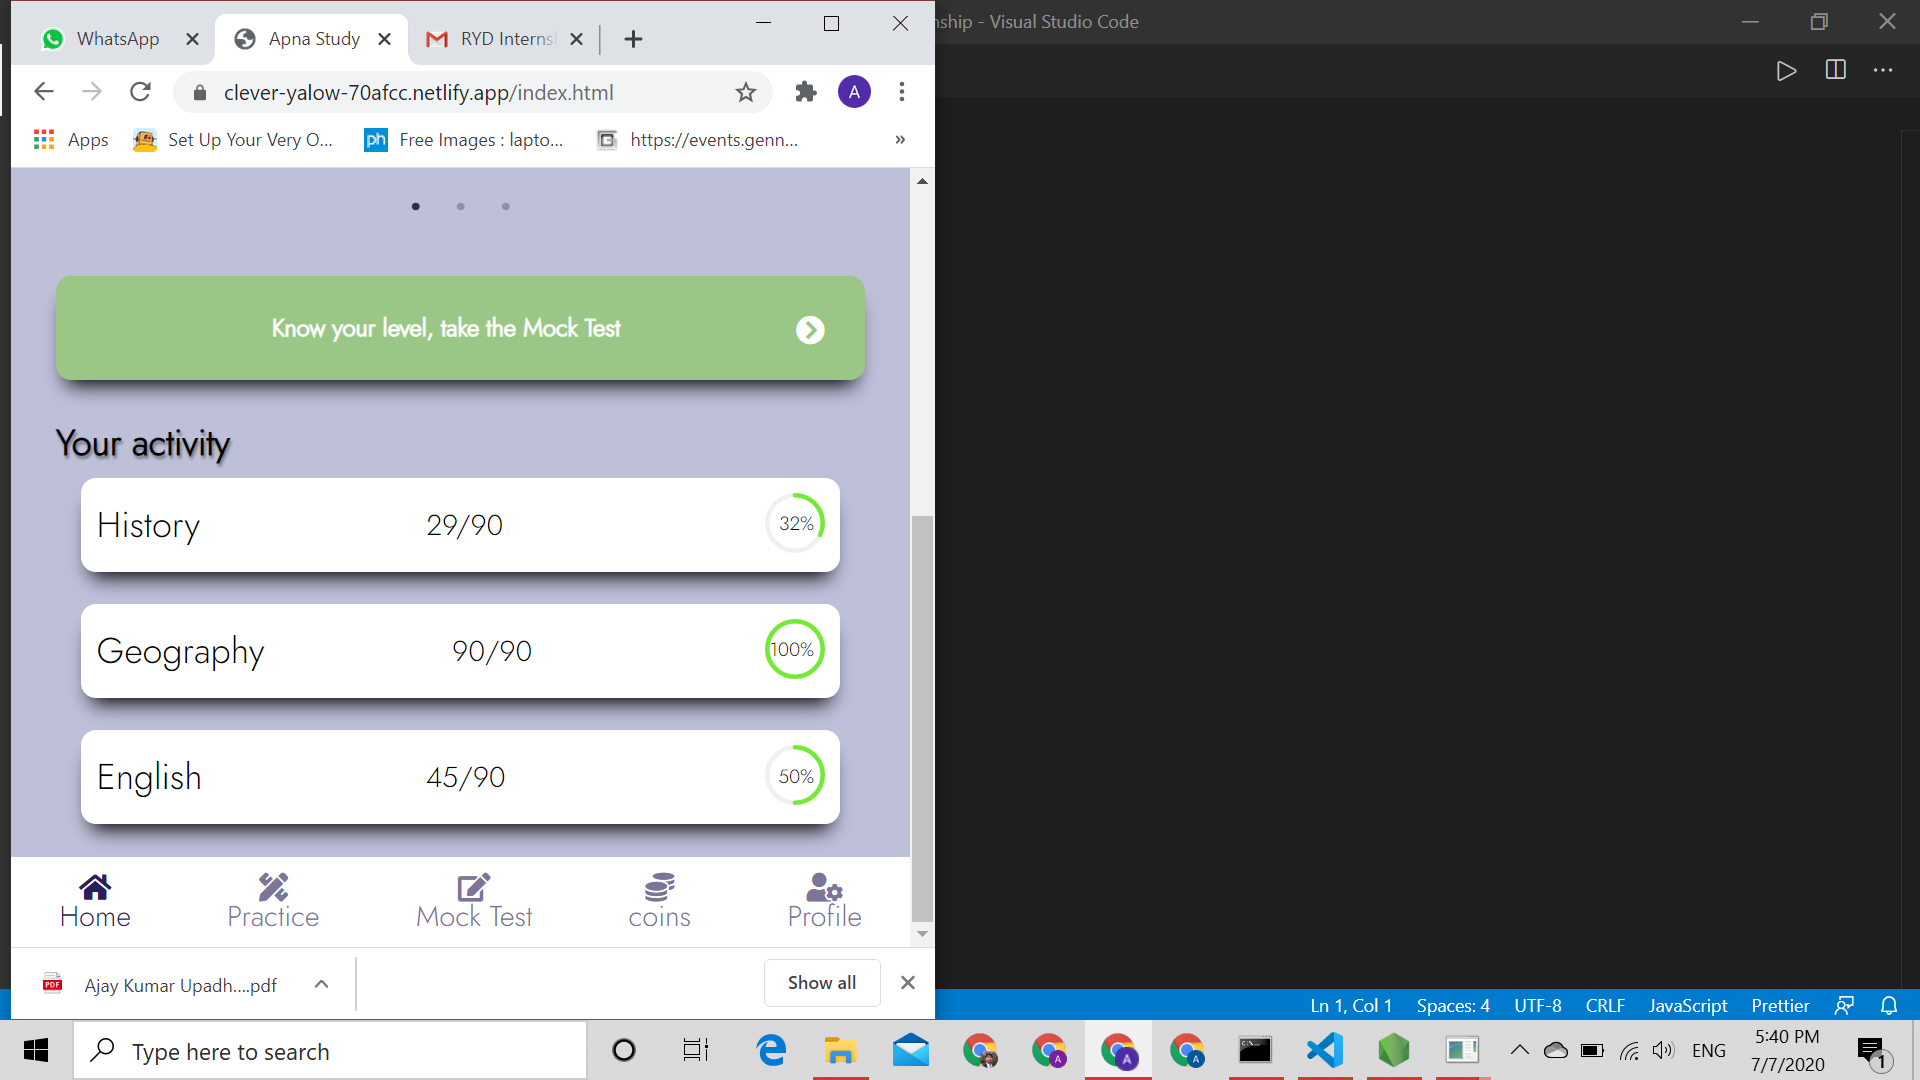 WhatsApp
Apna Study
RYD Interns
nship - Visual Studio Code
clever-yalow-70afcc.netlify.app/index.html
A
Apps
Set Up Your Very O...
ph
Free Images : lapto...
https://events.genn...
»
Know your level, take the Mock Test
Your activity
History 29/90 32%
Geography 90/90 100%
English 45/90 50%
Home
Practice
Mock Test
coins
Profile
PDF
Ajay Kumar Upadh....pdf
Show all
Ln 1, Col 1
Spaces: 4
UTF-8
CRLF
JavaScript
Prettier
Type here to search
A
A
A
ENG
5:40 PM
7/7/2020
1